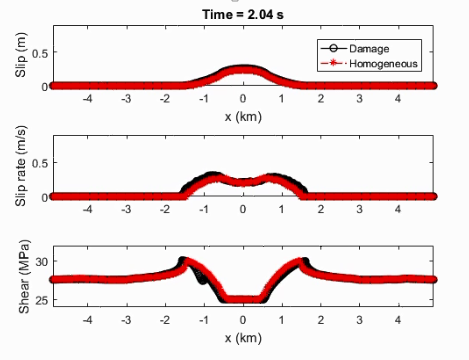 Time = 2.04 s
Slip (m)
0.5
0
Damage
Homogeneous
-4 -3 -2 -1 0 1 2 3 4
x (km)
Slip rate (m/s)
0.5
0
-4 -3 -2 -1 0 1 2 3 4
x (km)
Shear (MPa)
30
25
-4 -3 -2 -1 0 1 2 3 4
x (km)